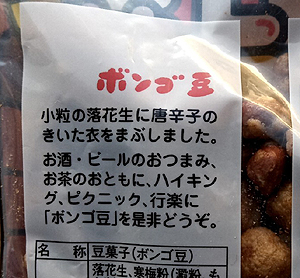 ボンゴ豆
小粒の落花生に唐辛子の
きいた衣をまぶしました。
お酒・ビールのおつまみ、
お茶のおともに、ハイキン
グ、ピクニック、行楽に
「ボンゴ豆」を是非どうぞ。
名 称 豆菓子(ボンゴ豆)
落花生、寒梅粉(澱粉、も